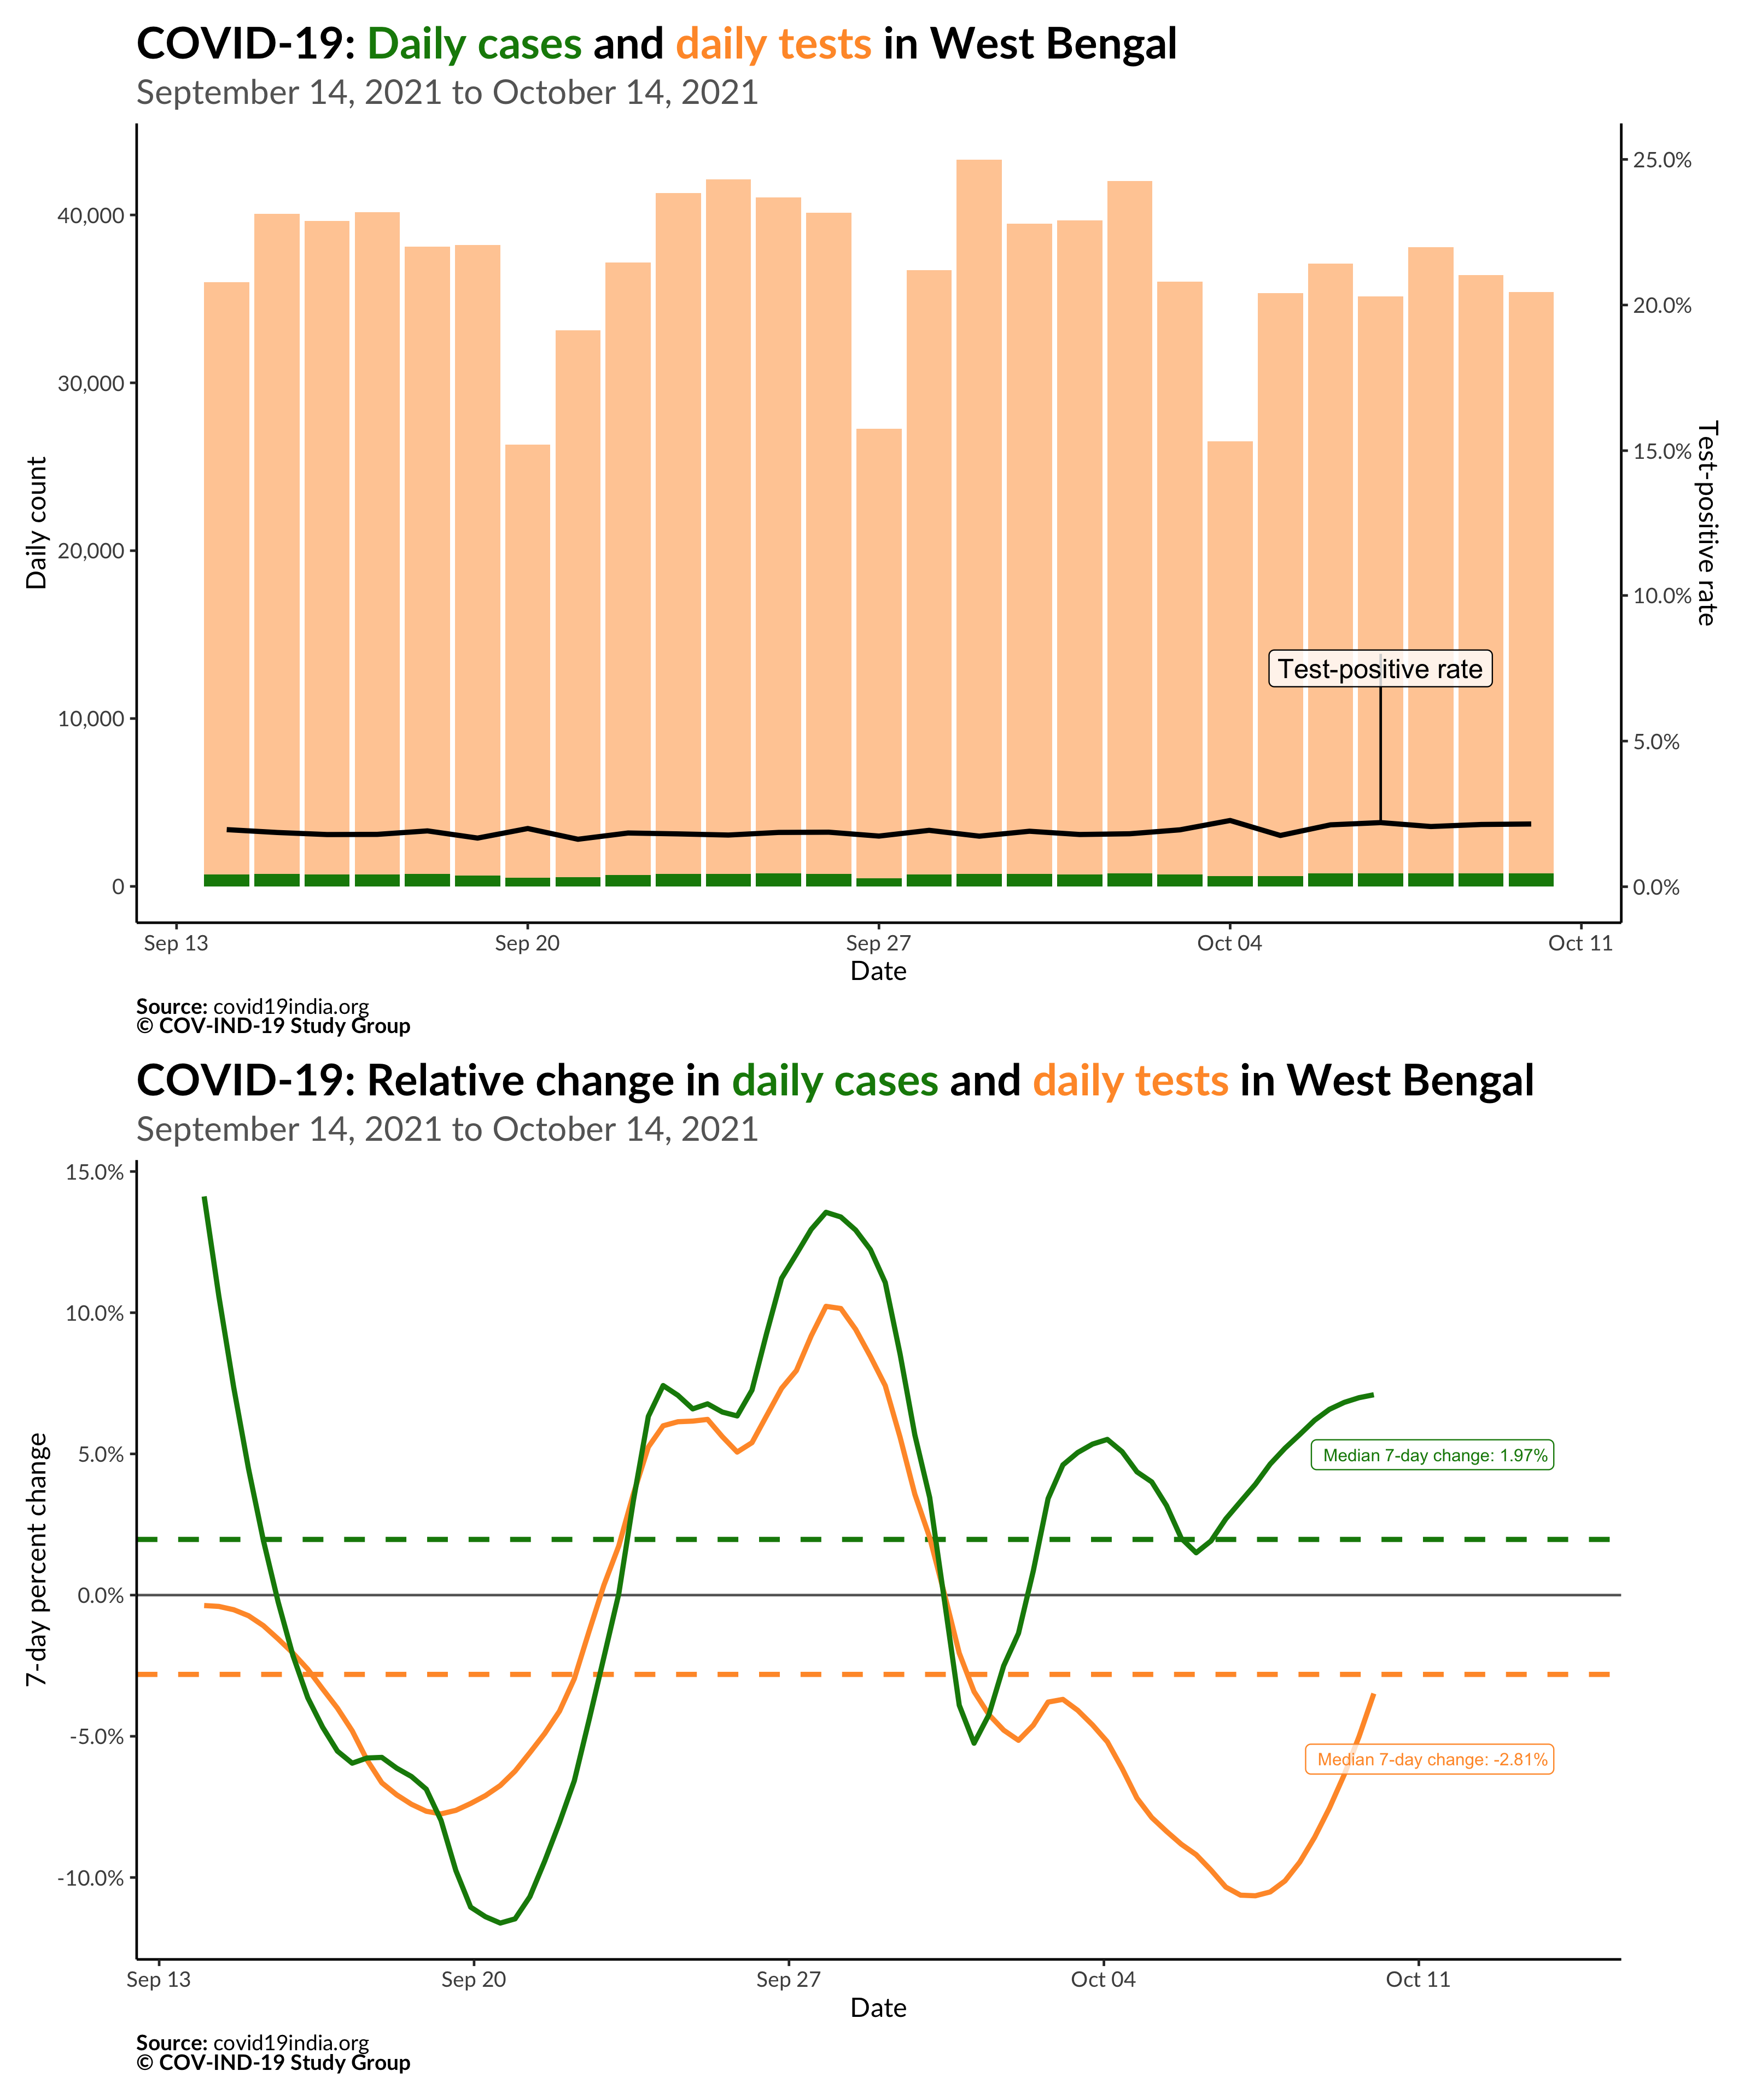 COVID-19: Daily cases and daily tests in West Bengal
September 14, 2021 to October 14, 2021
40,000
30,000
20,000
10,000
0
Daily count
25.0%
20.0%
15.0%
10.0%
5.0%
0.0%
Test-positive rate
Test-positive rate
Sep 13
Sep 20
Sep 27
Oct 04
Oct 11
Date
Source: covid19india.org
© COV-IND-19 Study Group
COVID-19: Relative change in daily cases and daily tests in West Bengal
September 14, 2021 to October 14, 2021
15.0%
10.0%
5.0%
0.0%
-5.0%
-10.0%
7-day percent change
Median 7-day change: 1.97%
Median 7-day change: -2.81%
Sep 13
Sep 20
Sep 27
Oct 04
Oct 11
Date
Source: covid19india.org
© COV-IND-19 Study Group